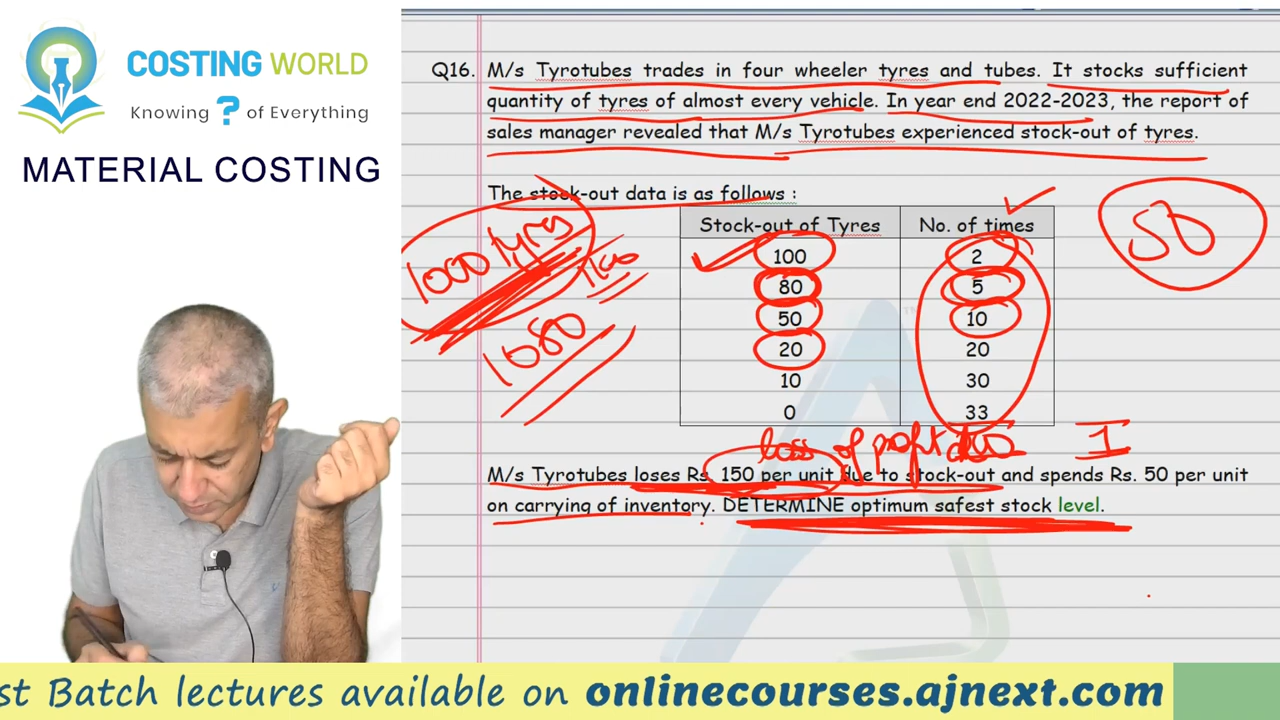 COSTING WORLD
Knowing ? of Everything
MATERIAL COSTING
Q16. M/s Tyrotubes trades in four wheeler tyres and tubes. It stocks sufficient
quantity of tyres of almost every vehicle. In year end 2022-2023, the report of
sales manager revealed that M/s Tyrotubes experienced stock-out of tyres.
The stock-out data is as follows :
Stock-out of Tyres No. of times
100 2
80 5
50 10
20 20
10 30
0 33
1000 tyres
1100
1080
50
loss of profit
I
M/s Tyrotubes loses Rs. 150 per unit due to stock-out and spends Rs. 50 per unit
on carrying of inventory. DETERMINE optimum safest stock level.
st Batch lectures available on onlinecourses.ajnext.com